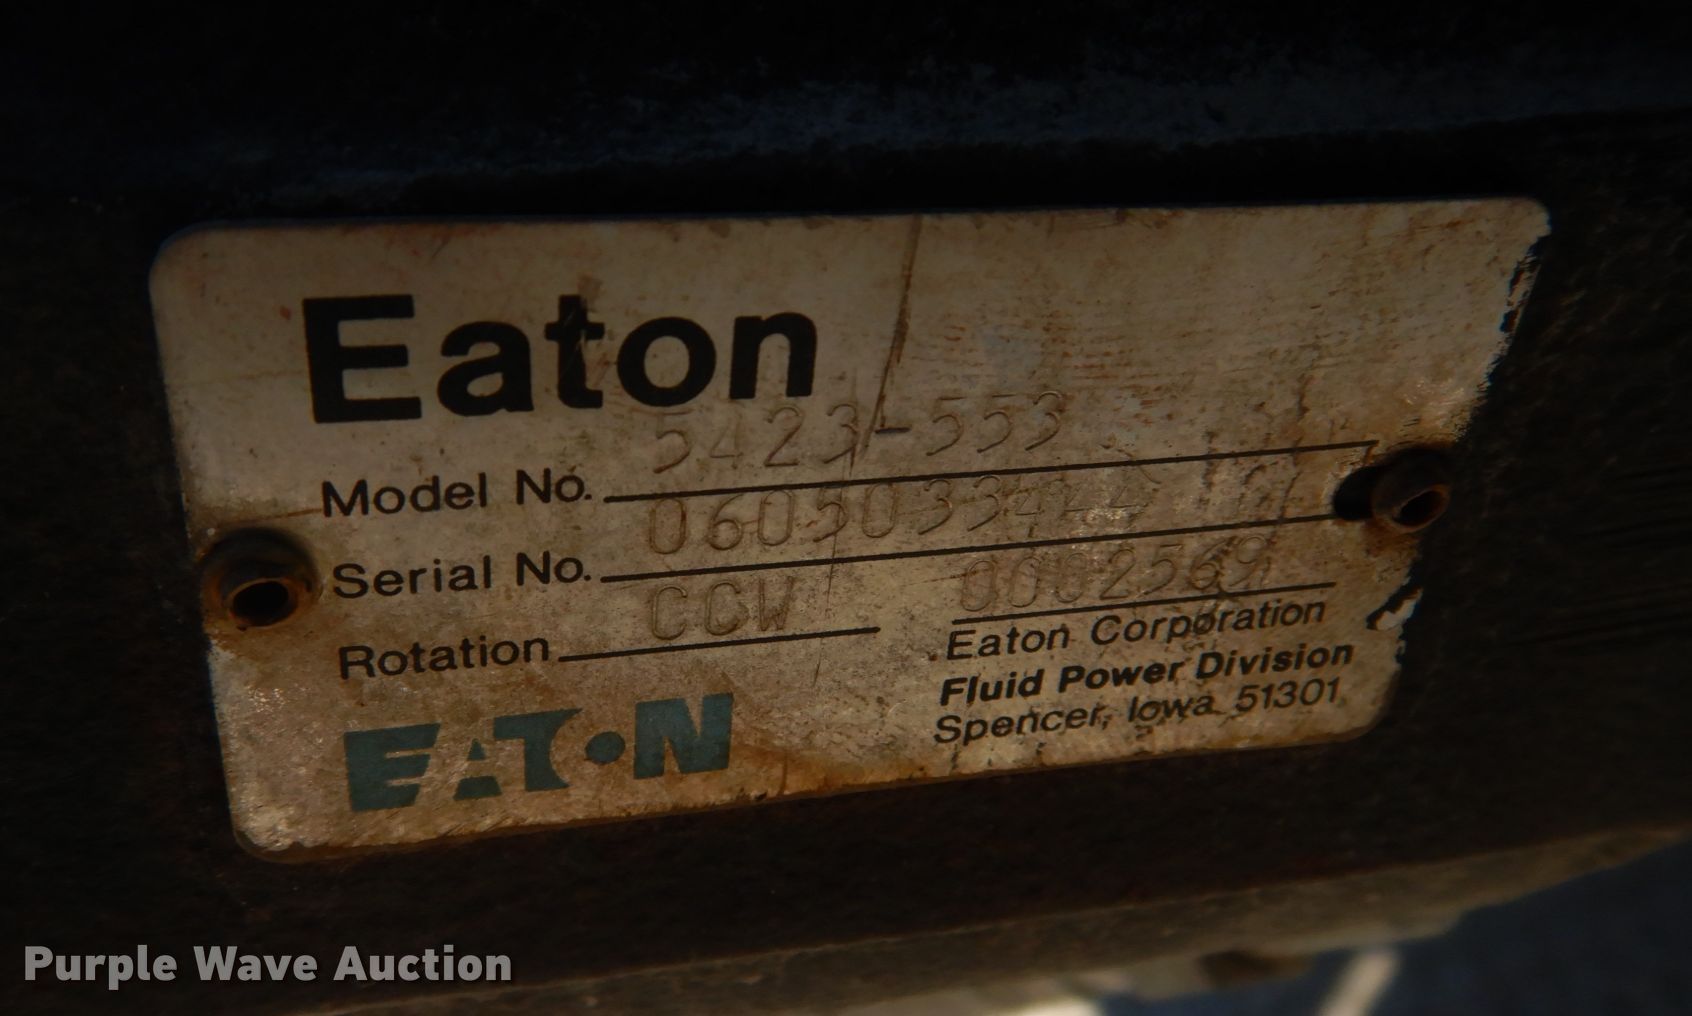 Eaton
Model No. 5423-553
Serial No.
Rotation CCW 0002569
Eaton Corporation
Fluid Power Division
Spencer, Iowa 51301
EATON
Purple Wave Auction